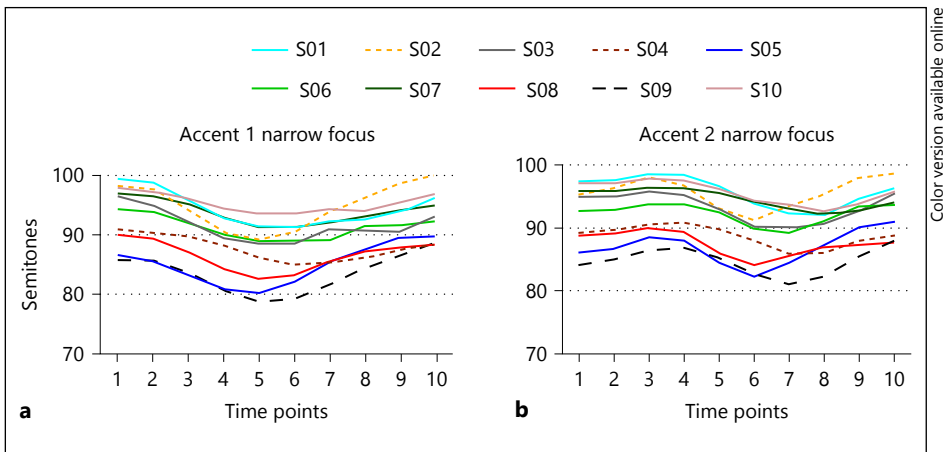 S01 S02 S03 S04 S05
S06 S07 S08 S09 S10
Accent 1 narrow focus
100
90
80
70
Semitones
1 2 3 4 5 6 7 8 9 10
a
Time points
Accent 2 narrow focus
100
90
80
70
1 2 3 4 5 6 7 8 9 10
b
Time points
Color version available online